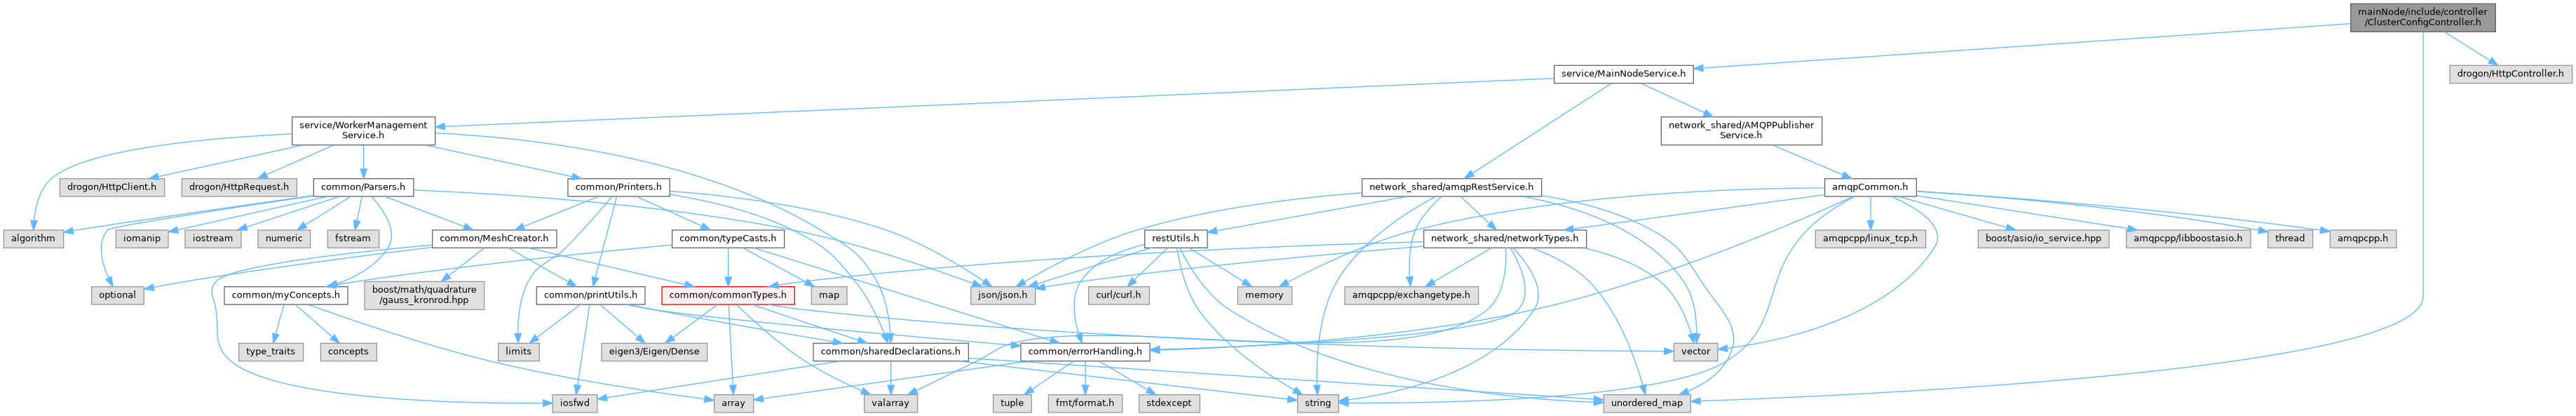 mainNode/include/controller
/ClusterConfigController.h
service/MainNodeService.h
drogon/HttpController.h
service/WorkerManagement
Service.h
network_shared/AMQPPublisher
Service.h
drogon/HttpClient.h
drogon/HttpRequest.h
common/Parsers.h
common/Printers.h
network_shared/amqpRestService.h
amqpCommon.h
algorithm
iomanip
iostream
numeric
fstream
common/MeshCreator.h
common/typeCasts.h
restUtils.h
network_shared/networkTypes.h
amqpcpp/linux_tcp.h
boost/asio/io_service.hpp
amqpcpp/libboostasio.h
thread
amqpcpp.h
optional
common/myConcepts.h
boost/math/quadrature
/gauss_kronrod.hpp
common/printUtils.h
common/commonTypes.h
map
json/json.h
curl/curl.h
memory
amqpcpp/exchangetype.h
type_traits
concepts
limits
eigen3/Eigen/Dense
common/sharedDeclarations.h
common/errorHandling.h
vector
iosfwd
array
valarray
tuple
fmt/format.h
stdexcept
string
unordered_map